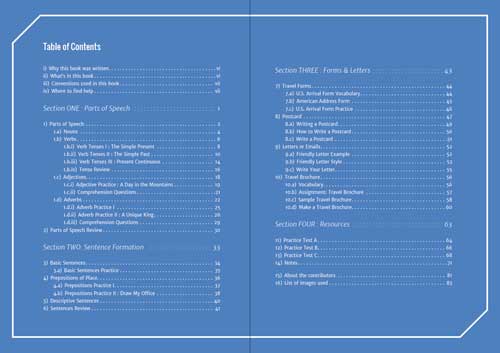 Table of Contents
i) Why this book was written vi
ii) What's in this book vi
iii) Conventions used in this book vii
iv) Where to find help vii
Section ONE : Parts of Speech 1
1) Parts of Speech 2
1.a) Nouns 4
1.b) Verbs 6
1.b.i) Verb Tenses I : The Simple Present 8
1.b.ii) Verb Tenses II : The Simple Past 10
1.b.iii) Verb Tenses III : Present Continuous 14
1.b.iv) Tense Review 16
1.c) Adjectives 18
1.c.i) Adjective Practice : A Day in the Mountains 19
1.c.ii) Comprehension Questions 21
1.d) Adverbs 22
1.d.i) Adverb Practice I 25
1.d.ii) Adverb Practice II : A Unique King 26
1.d.iii) Comprehension Questions 29
2) Parts of Speech Review 30
Section TWO: Sentence Formation 33
3) Basic Sentences 34
3.a) Basic Sentences Practice 35
4) Prepositions of Place 36
4.a) Prepositions Practice I 37
4.b) Prepositions Practice II : Draw My Office 38
5) Descriptive Sentences 40
6) Sentences Review 41
Section THREE : Forms & Letters 43
7) Travel Forms 44
7.a) U.S. Arrival Form Vocabulary 44
7.b) American Address Form 45
7.c) U.S. Arrival Form Practice 46
8) Postcard 47
8.a) Writing a Postcard 49
8.b) How to Write a Postcard 50
8.c) Write a Postcard 51
9) Letters or Emails 52
9.a) Friendly Letter Example 52
9.b) Friendly Letter Style 53
9.c) Write Your Letter 55
10) Travel Brochure 56
10.a) Vocabulary 56
10.b) Assignment: Travel Brochure 57
10.c) Sample Travel Brochure 58
10.d) Make a Travel Brochure 60
Section FOUR : Resources 63
11) Practice Test A 64
12) Practice Test B 66
13) Practice Test C 68
14) Notes 71
15) About the contributors 81
16) List of images used 83